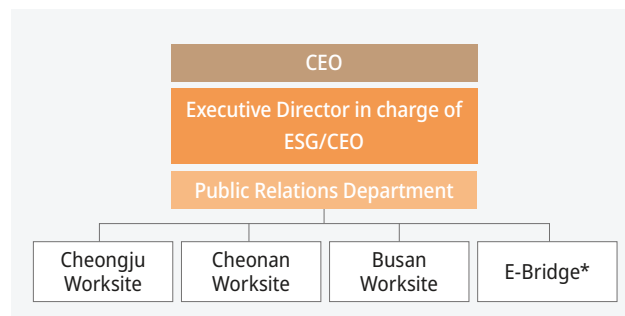 CEO
Executive Director in charge of
ESG/CEO
Public Relations Department
Cheongju
Worksite
Cheonan
Worksite
Busan
Worksite
E-Bridge*